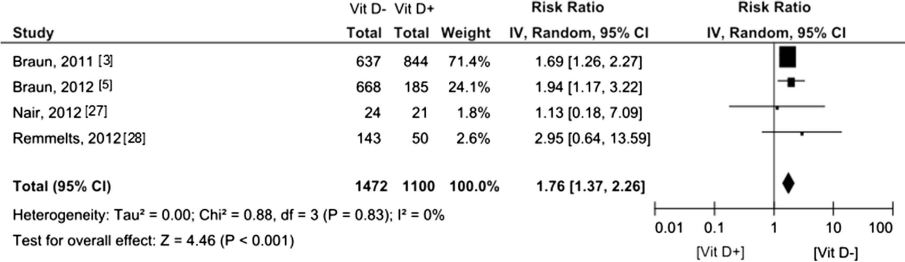 Vit D- Vit D+ Risk Ratio Risk Ratio
Study Total Total Weight IV, Random, 95% CI IV, Random, 95% CI
Braun, 2011 [3] 637 844 71.4% 1.69 [1.26, 2.27]
Braun, 2012 [5] 668 185 24.1% 1.94 [1.17, 3.22]
Nair, 2012 [27] 24 21 1.8% 1.13 [0.18, 7.09]
Remmelts, 2012 [28] 143 50 2.6% 2.95 [0.64, 13.59]
Total (95% CI) 1472 1100 100.0% 1.76 [1.37, 2.26]
Heterogeneity: Tau² = 0.00; Chi² = 0.88, df = 3 (P = 0.83); I² = 0%
Test for overall effect: Z = 4.46 (P < 0.001)
0.01 0.1 1 10 100
[Vit D+] [Vit D-]